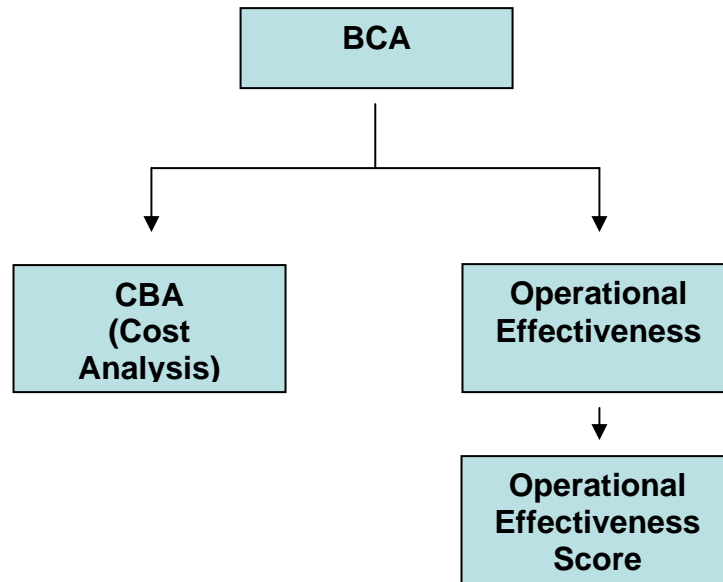 BCA
CBA
(Cost
Analysis)
Operational
Effectiveness
Operational
Effectiveness
Score